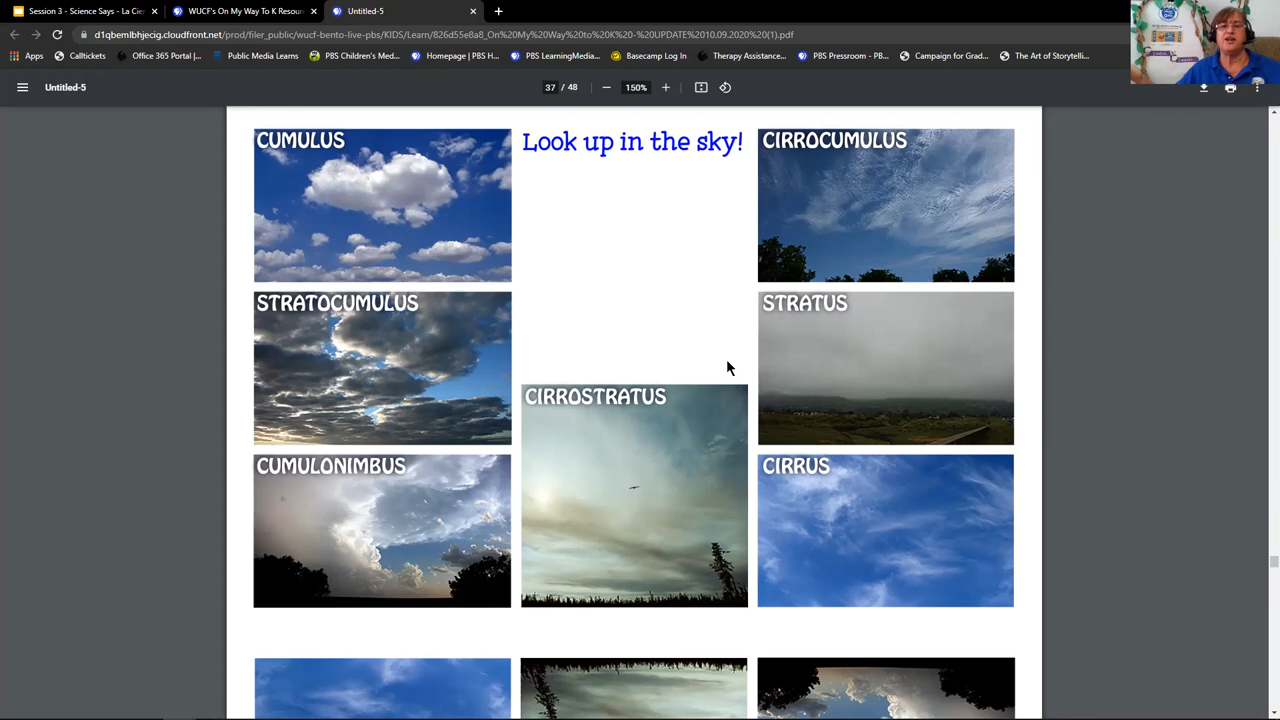 Session 3 - Science Says - La Cier
WUCF's On My Way To K Resour
Untitled-5
d1qbemlbhjecig.cloudfront.net/prod/filer_public/wucf-bento-live-pbs/KIDS/Learn/826d5c3ca8_On%20My%20Way%20to%20K%20-%20UPDATE%2010.09.2020%20(1).pdf
Apps
Calltickets
Office 365 Portal |...
Public Media Learns
PBS Children's Med...
Homepage - PBS H...
PBS LearningMedia...
Basecamp Log In
Therapy Assistance...
PBS Pressroom - PB...
Campaign for Grad...
The Art of Storytelli...
Untitled-5
37 / 48
150%
CUMULUS
Look up in the sky!
CIRROCUMULUS
STRATOCUMULUS
STRATUS
CIRROSTRATUS
CUMULONIMBUS
CIRRUS